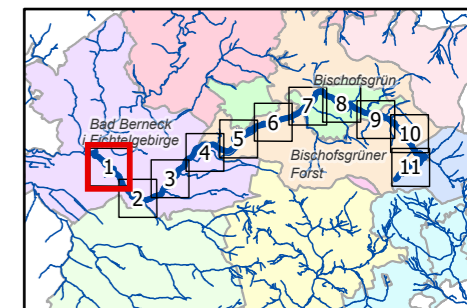 Bischofsgrün
Bad Berneck
i.Fichtelgebirge
Bischofsgrüner
Forst
1
2
3
4
5
6
7
8
9
10
11